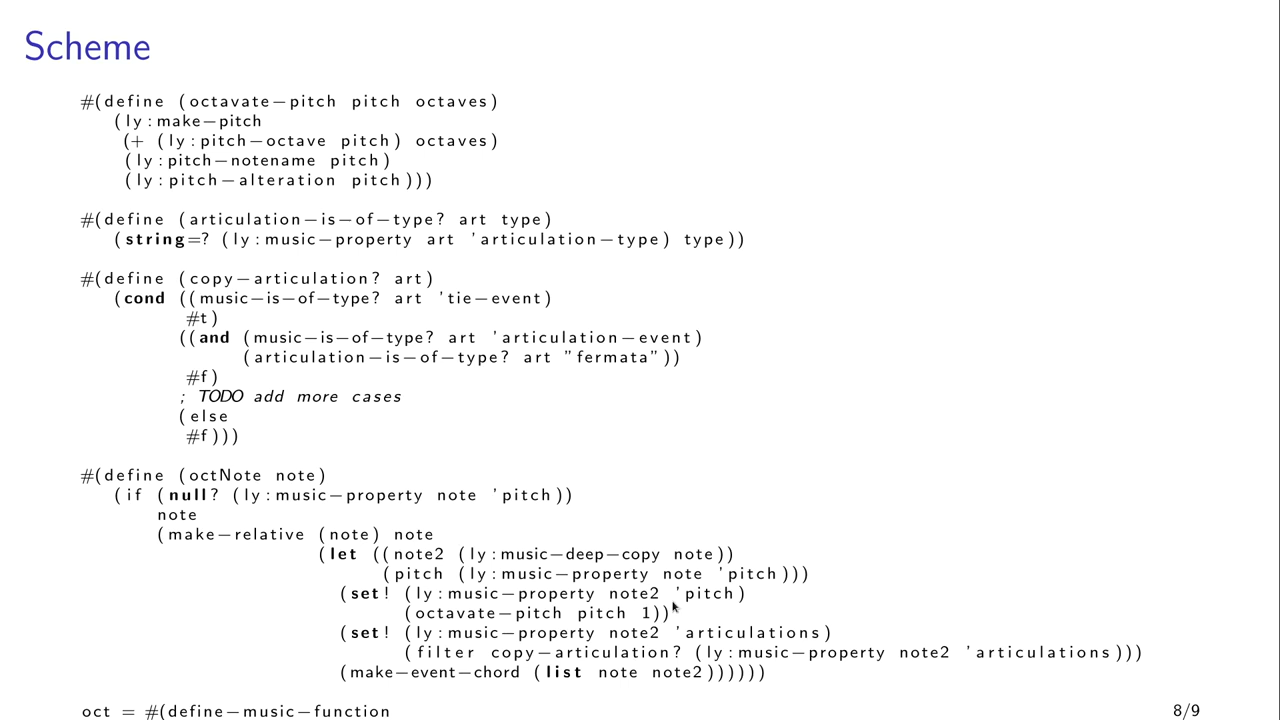 Scheme
#(define (octavate-pitch pitch octaves)
(ly:make-pitch
(+ (ly:pitch-octave pitch) octaves)
(ly:pitch-notename pitch)
(ly:pitch-alteration pitch)))
#(define (articulation-is-of-type? art type)
(string=? (ly:music-property art 'articulation-type) type))
#(define (copy-articulation? art)
(cond ((music-is-of-type? art 'tie-event)
#t)
((and (music-is-of-type? art 'articulation-event)
(articulation-is-of-type? art "fermata"))
#f)
; TODO add more cases
(else
#f)))
#(define (octNote note)
(if (null? (ly:music-property note 'pitch))
note
(make-relative (note) note
(let ((note2 (ly:music-deep-copy note))
(pitch (ly:music-property note 'pitch)))
(set! (ly:music-property note2 'pitch)
(octavate-pitch pitch 1))
(set! (ly:music-property note2 'articulations)
(filter copy-articulation? (ly:music-property note2 'articulations)))
(make-event-chord (list note note2))))))
oct = #(define-music-function
8/9